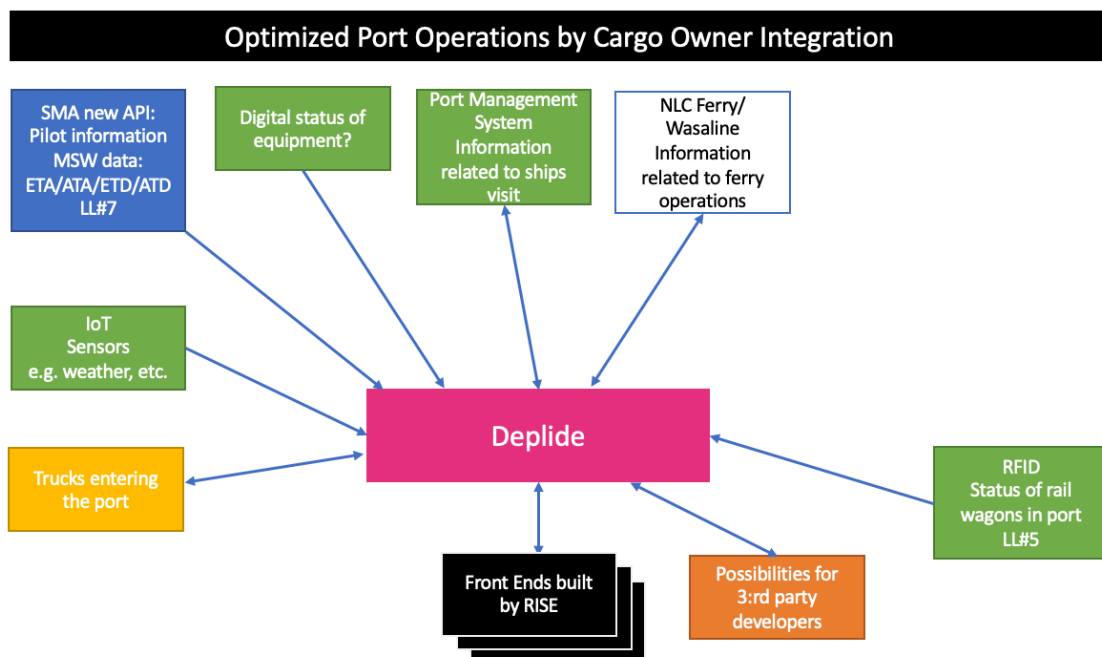 Optimized Port Operations by Cargo Owner Integration
SMA new API:
Pilot information
MSW data:
ETA/ATA/ETD/ATD
LL#7
Digital status of
equipment?
Port Management
System
Information
related to ships
visit
NLC Ferry/
Wasaline
Information
related to ferry
operations
IoT
Sensors
e.g. weather, etc.
Deplide
Trucks entering
the port
RFID
Status of rail
wagons in port
LL#5
Front Ends built
by RISE
Possibilities for
3:rd party
developers